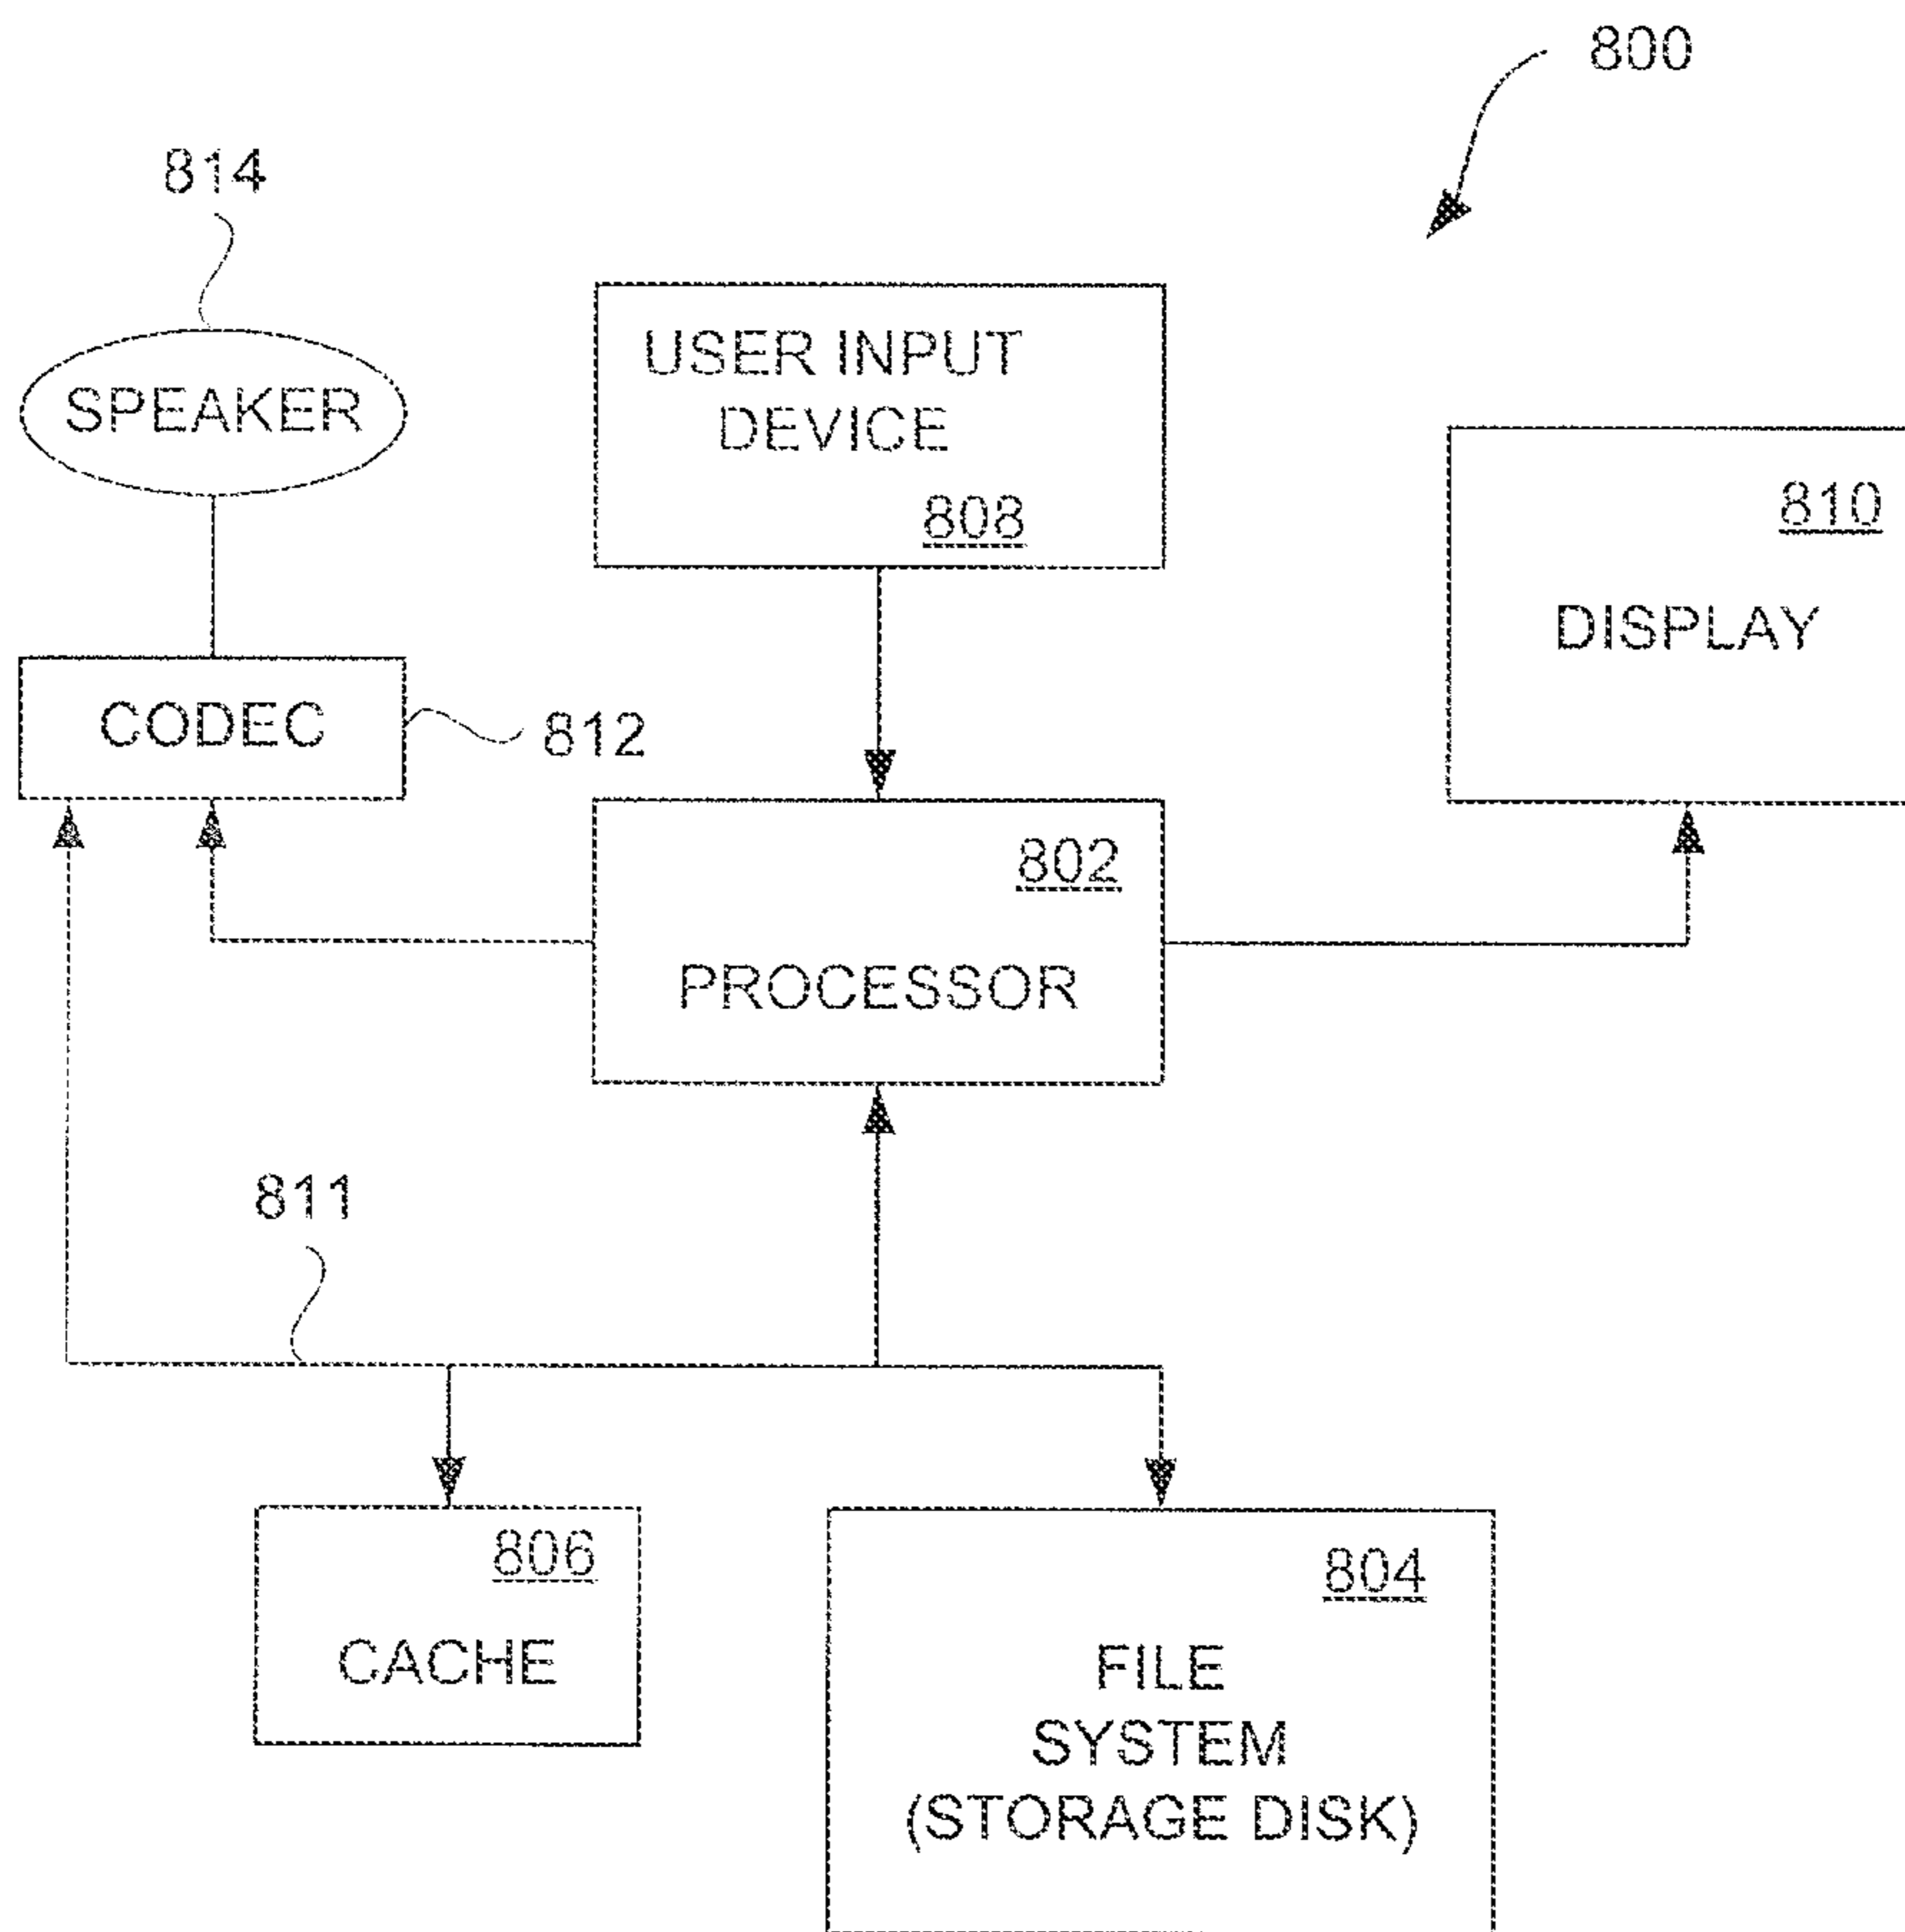 800
814
SPEAKER
USER INPUT
DEVICE
808
810
DISPLAY
CODEC
812
802
PROCESSOR
811
806
CACHE
804
FILE
SYSTEM
(STORAGE DISK)